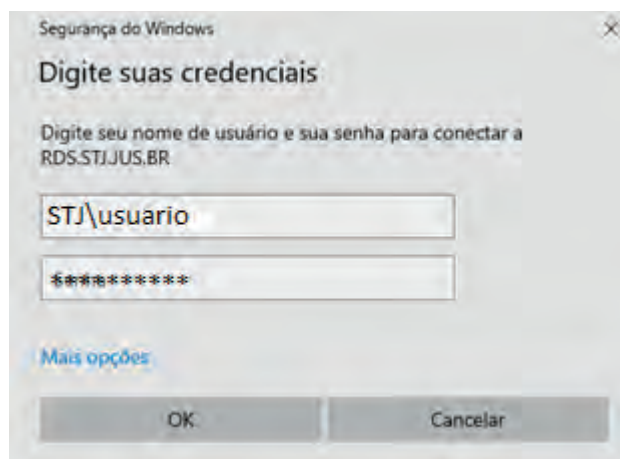 Segurança do Windows
Digite suas credenciais
Digite seu nome de usuário e sua senha para conectar a
RDS.STJ.JUS.BR
STJ\usuario
**********
Mais opções
OK
Cancelar